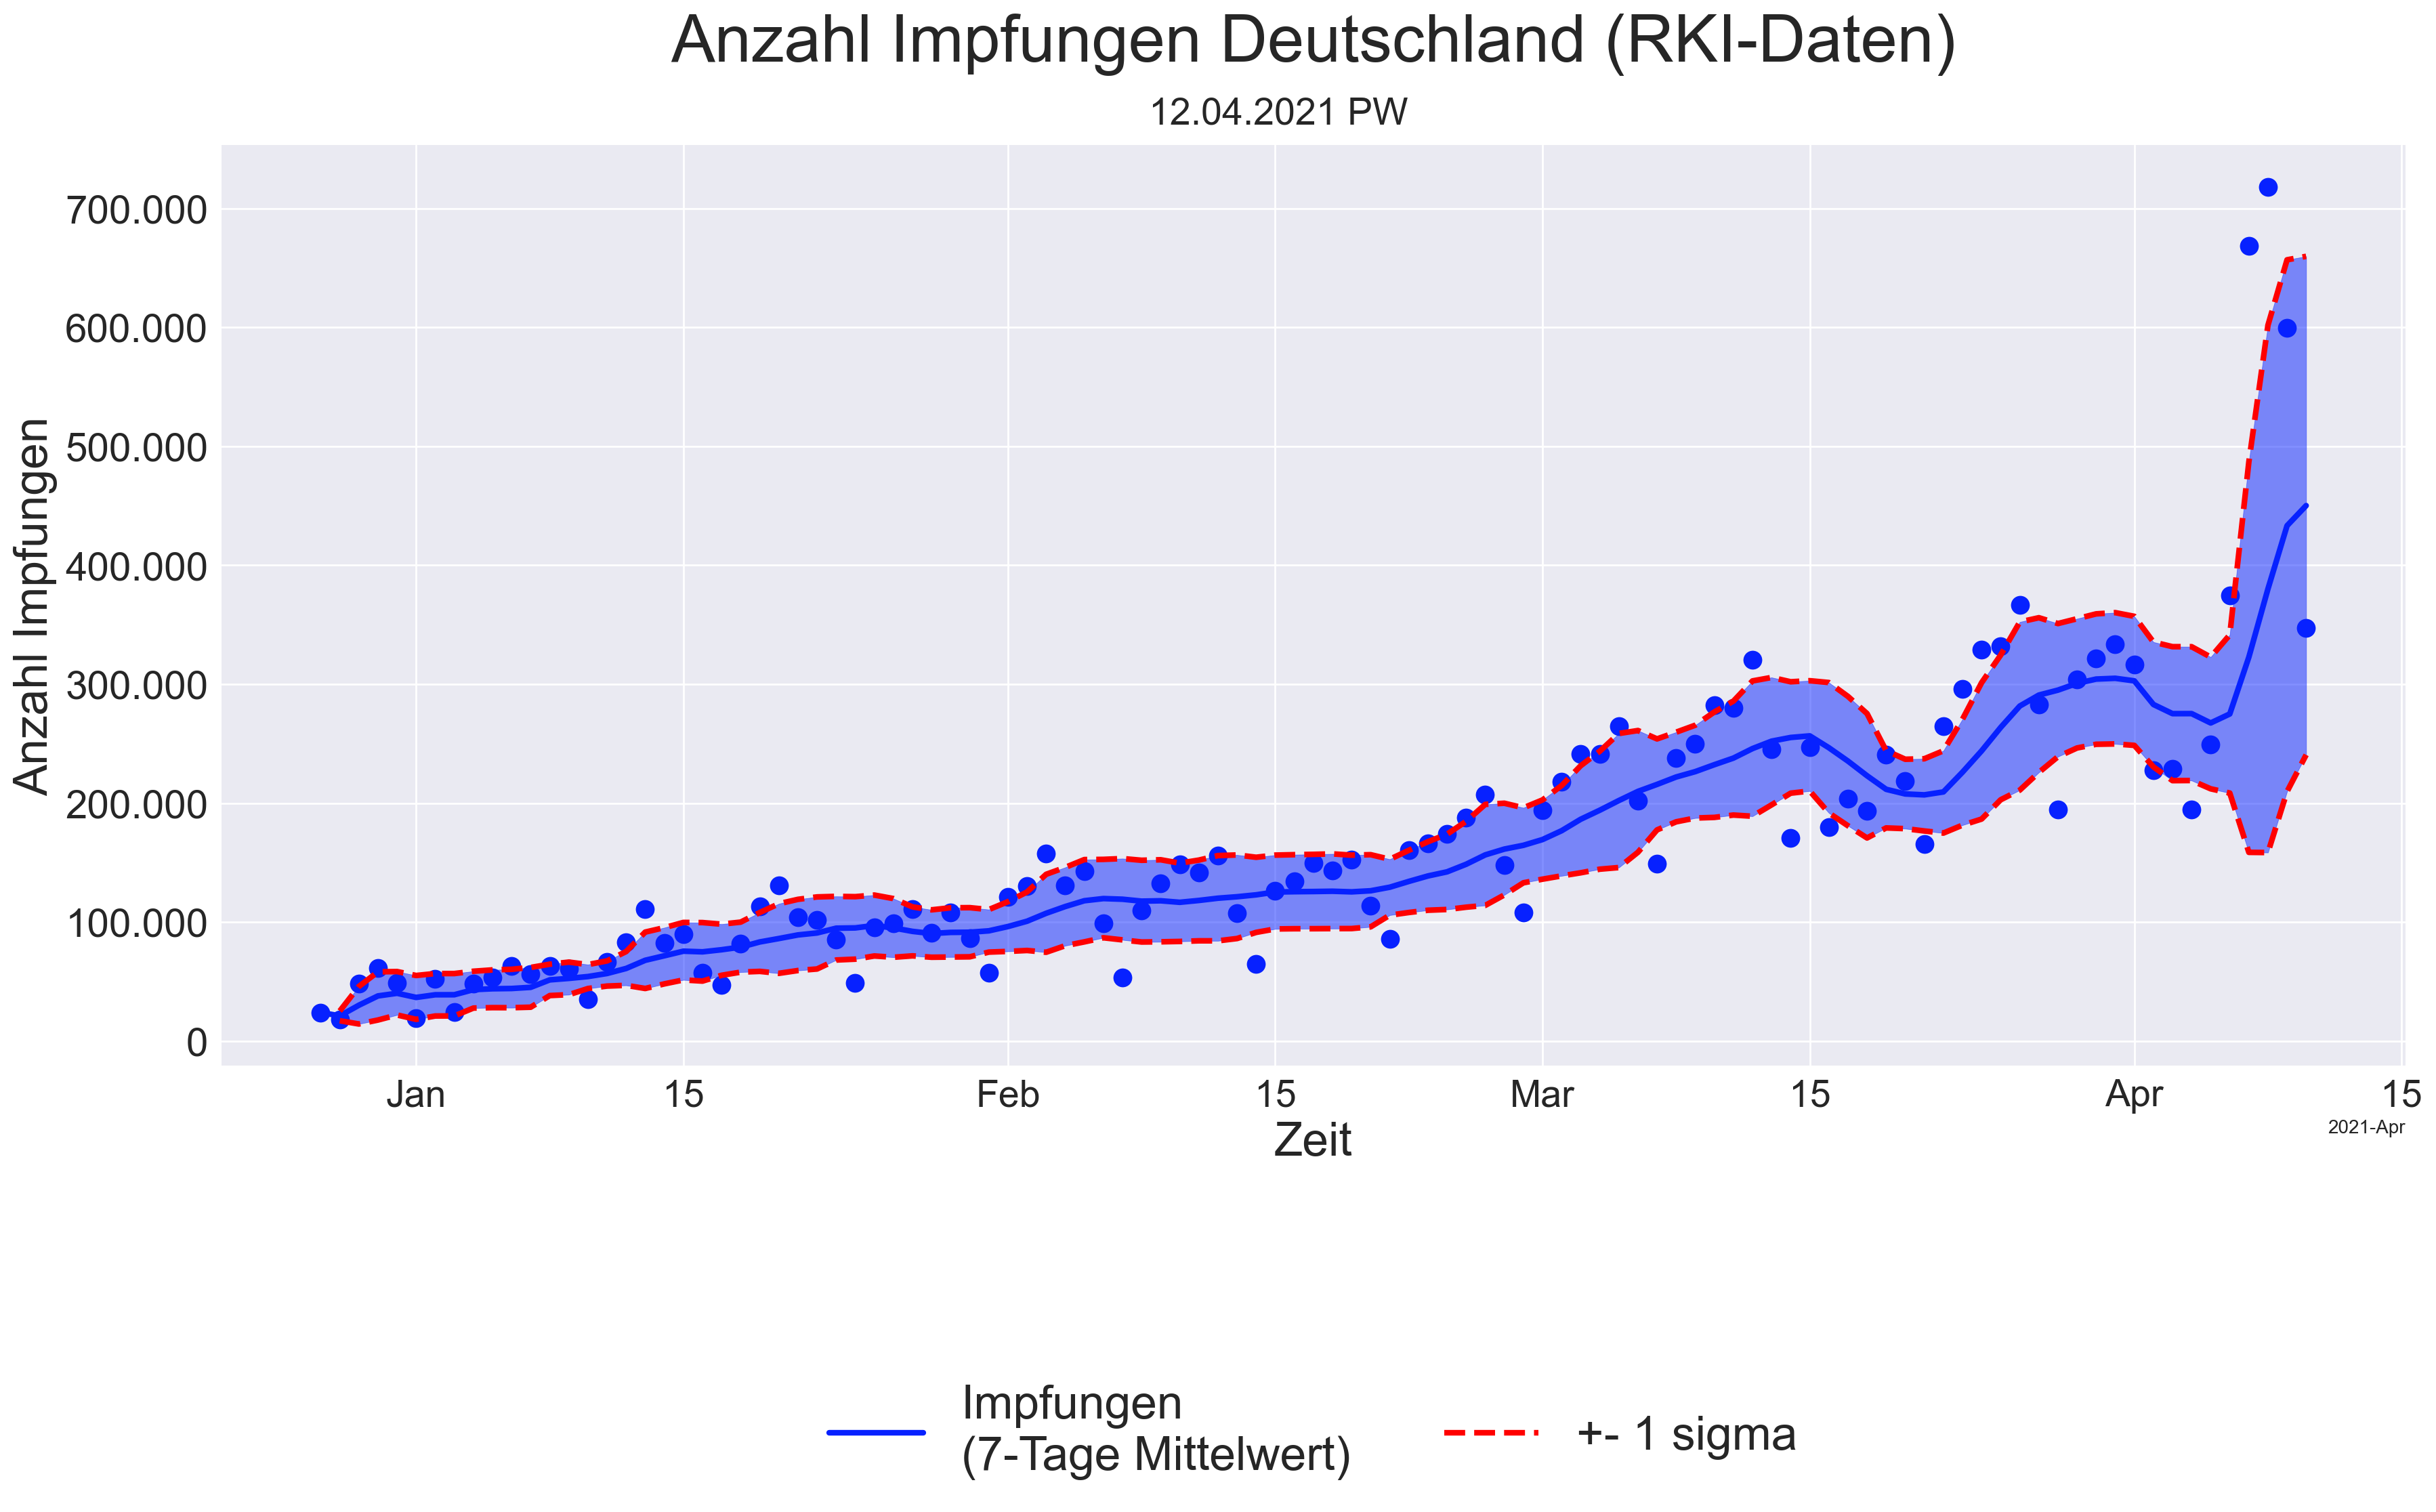 Anzahl Impfungen Deutschland (RKI-Daten)
12.04.2021 PW
Anzahl Impfungen
700.000
600.000
500.000
400.000
300.000
200.000
100.000
0
Jan 15 Feb 15 Mar 15 Apr 15
2021-Apr
Zeit
Impfungen
(7-Tage Mittelwert)
+- 1 sigma